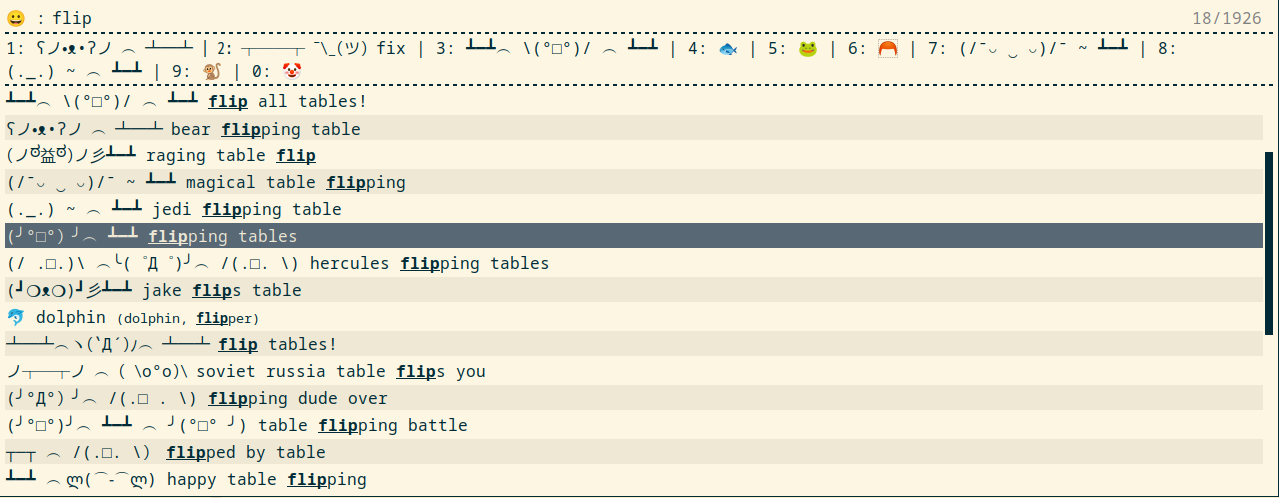 😀 : flip 18/1926
1: ʕノ•ᴥ•ʔノ ︵ ┻━┻ | 2: ┬──┬ ¯\_(ツ) fix | 3: ┻━┻︵ \(°□°)/ ︵ ┻━┻ | 4: 🐟 | 5: 🐸 | 6: 🦰 | 7: (/¯◡ ‿ ◡)/¯ ~ ┻━┻ | 8:
(._.) ~ ︵ ┻━┻ | 9: 🐒 | 0: 🤡
┻━┻︵ \(°□°)/ ︵ ┻━┻ flip all tables!
ʕノ•ᴥ•ʔノ ︵ ┻━┻ bear flipping table
(ノಠ益ಠ)ノ彡┻━┻ raging table flip
(/¯◡ ‿ ◡)/¯ ~ ┻━┻ magical table flipping
(._.) ~ ︵ ┻━┻ jedi flipping table
(╯°□°）╯︵ ┻━┻ flipping tables
(/ .□.)\ ︵╰(゜Д゜)╯︵ /(.□. \) hercules flipping tables
(┛❍ᴥ❍)┛彡┻━┻ jake flips table
🐬 dolphin (dolphin, flipper)
┻━┻︵ヽ(`Д´)ﾉ︵ ┻━┻ flip tables!
ノ┬─┬ノ ︵ ( \o°o)\ soviet russia table flips you
(╯°Д°）╯︵ /(.□ . \) flipping dude over
(╯°□°)╯︵ ┻━┻ ︵ ╯(°□° ╯) table flipping battle
┬─┬ ︵ /(.□. \） flipped by table
┻━┻ ︵ლ(⌒-⌒ლ) happy table flipping